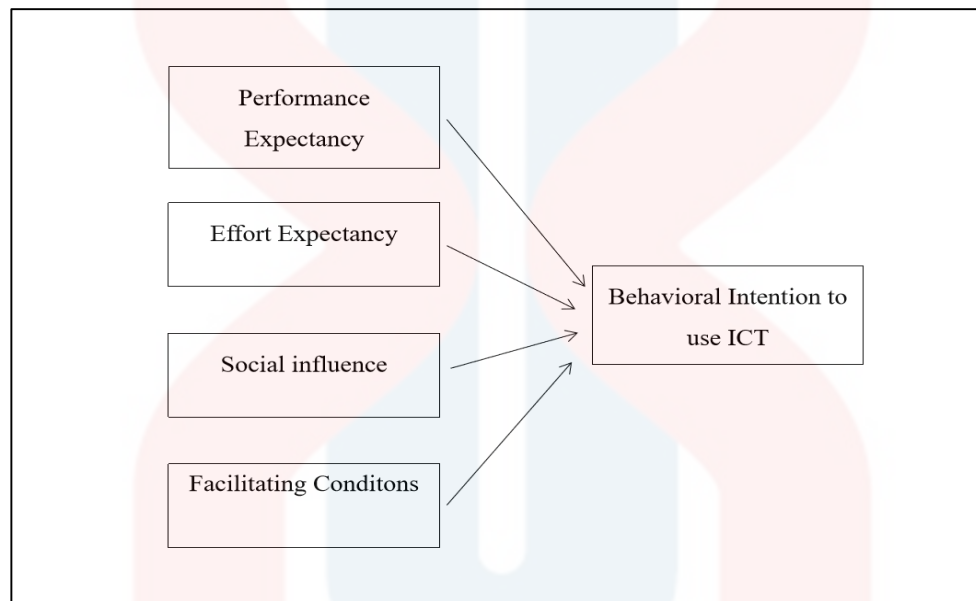 Performance
Expectancy
Effort Expectancy
Behavioral Intention to
use ICT
Social influence
Facilitating Conditons